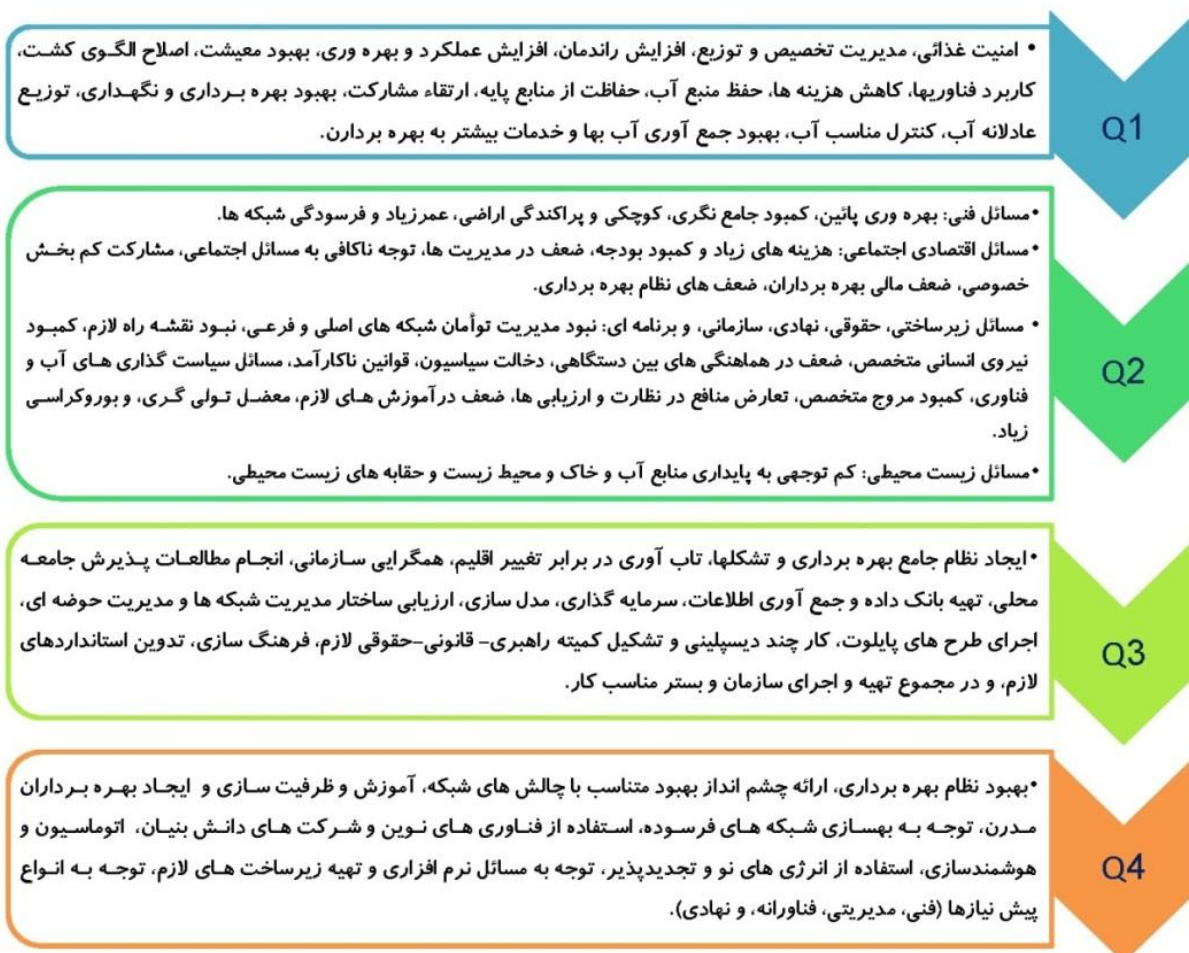 • امنیت غذائی، مدیریت تخصیص و توزیع، افزایش راندمان، افزایش عملکرد و بهره وری، بهبود معیشت، اصلاح الگوی کشت،
کاربرد فناوریها، کاهش هزینه ها، حفظ منبع آب، حفاظت از منابع پایه، ارتقاء مشارکت، بهبود بهره برداری و نگهداری، توزیع
عادلانه آب، کنترل مناسب آب، بهبود جمع آوری آب بها و خدمات بیشتر به بهره بردارن.
Q1
•مسائل فنی: بهره وری پائین، کمبود جامع نگری، کوچکی و پراکندگی اراضی، عمرزیاد و فرسودگی شبکه ها.
•مسائل اقتصادی اجتماعی: هزینه های زیاد و کمبود بودجه، ضعف در مدیریت ها، توجه ناکافی به مسائل اجتماعی، مشارکت کم بخش
خصوصی، ضعف مالی بهره برداران، ضعف های نظام بهره برداری.
• مسائل زیرساختی، حقوقی، نهادی، سازمانی، و برنامه ای: نبود مدیریت توأمان شبکه های اصلی و فرعی، نبود نقشه راه لازم، کمبود
نیروی انسانی متخصص، ضعف در هماهنگی های بین دستگاهی، دخالت سیاسیون، قوانین ناکارآمد، مسائل سیاست گذاری های آب و
فناوری، کمبود مروج متخصص، تعارض منافع در نظارت و ارزیابی ها، ضعف درآموزش های لازم، معضل تولی گری، و بوروکراسی
زیاد.
•مسائل زیست محیطی: کم توجهی به پایداری منابع آب و خاک و محیط زیست و حقابه های زیست محیطی.
Q2
•ایجاد نظام جامع بهره برداری و تشکلها، تاب آوری در برابر تغییر اقلیم، همگرایی سازمانی، انجام مطالعات پذیرش جامعه
محلی، تهیه بانک داده و جمع آوری اطلاعات، سرمایه گذاری، مدل سازی، ارزیابی ساختار مدیریت شبکه ها و مدیریت حوضه ای،
اجرای طرح های پایلوت، کار چند دیسپلینی و تشکیل کمیته راهبری- قانونی-حقوقی لازم، فرهنگ سازی، تدوین استانداردهای
لازم، و در مجموع تهیه و اجرای سازمان و بستر مناسب کار.
Q3
•بهبود نظام بهره برداری، ارائه چشم انداز بهبود متناسب با چالش های شبکه، آموزش و ظرفیت سازی و ایجاد بهره برداران
مدرن، توجه به بهسازی شبکه های فرسوده، استفاده از فناوری های نوین و شرکت های دانش بنیان، اتوماسیون و
هوشمندسازی، استفاده از انرژی های نو و تجدیدپذیر، توجه به مسائل نرم افزاری و تهیه زیرساخت های لازم، توجه به انواع
پیش نیازها (فنی، مدیریتی، فناورانه، و نهادی).
Q4